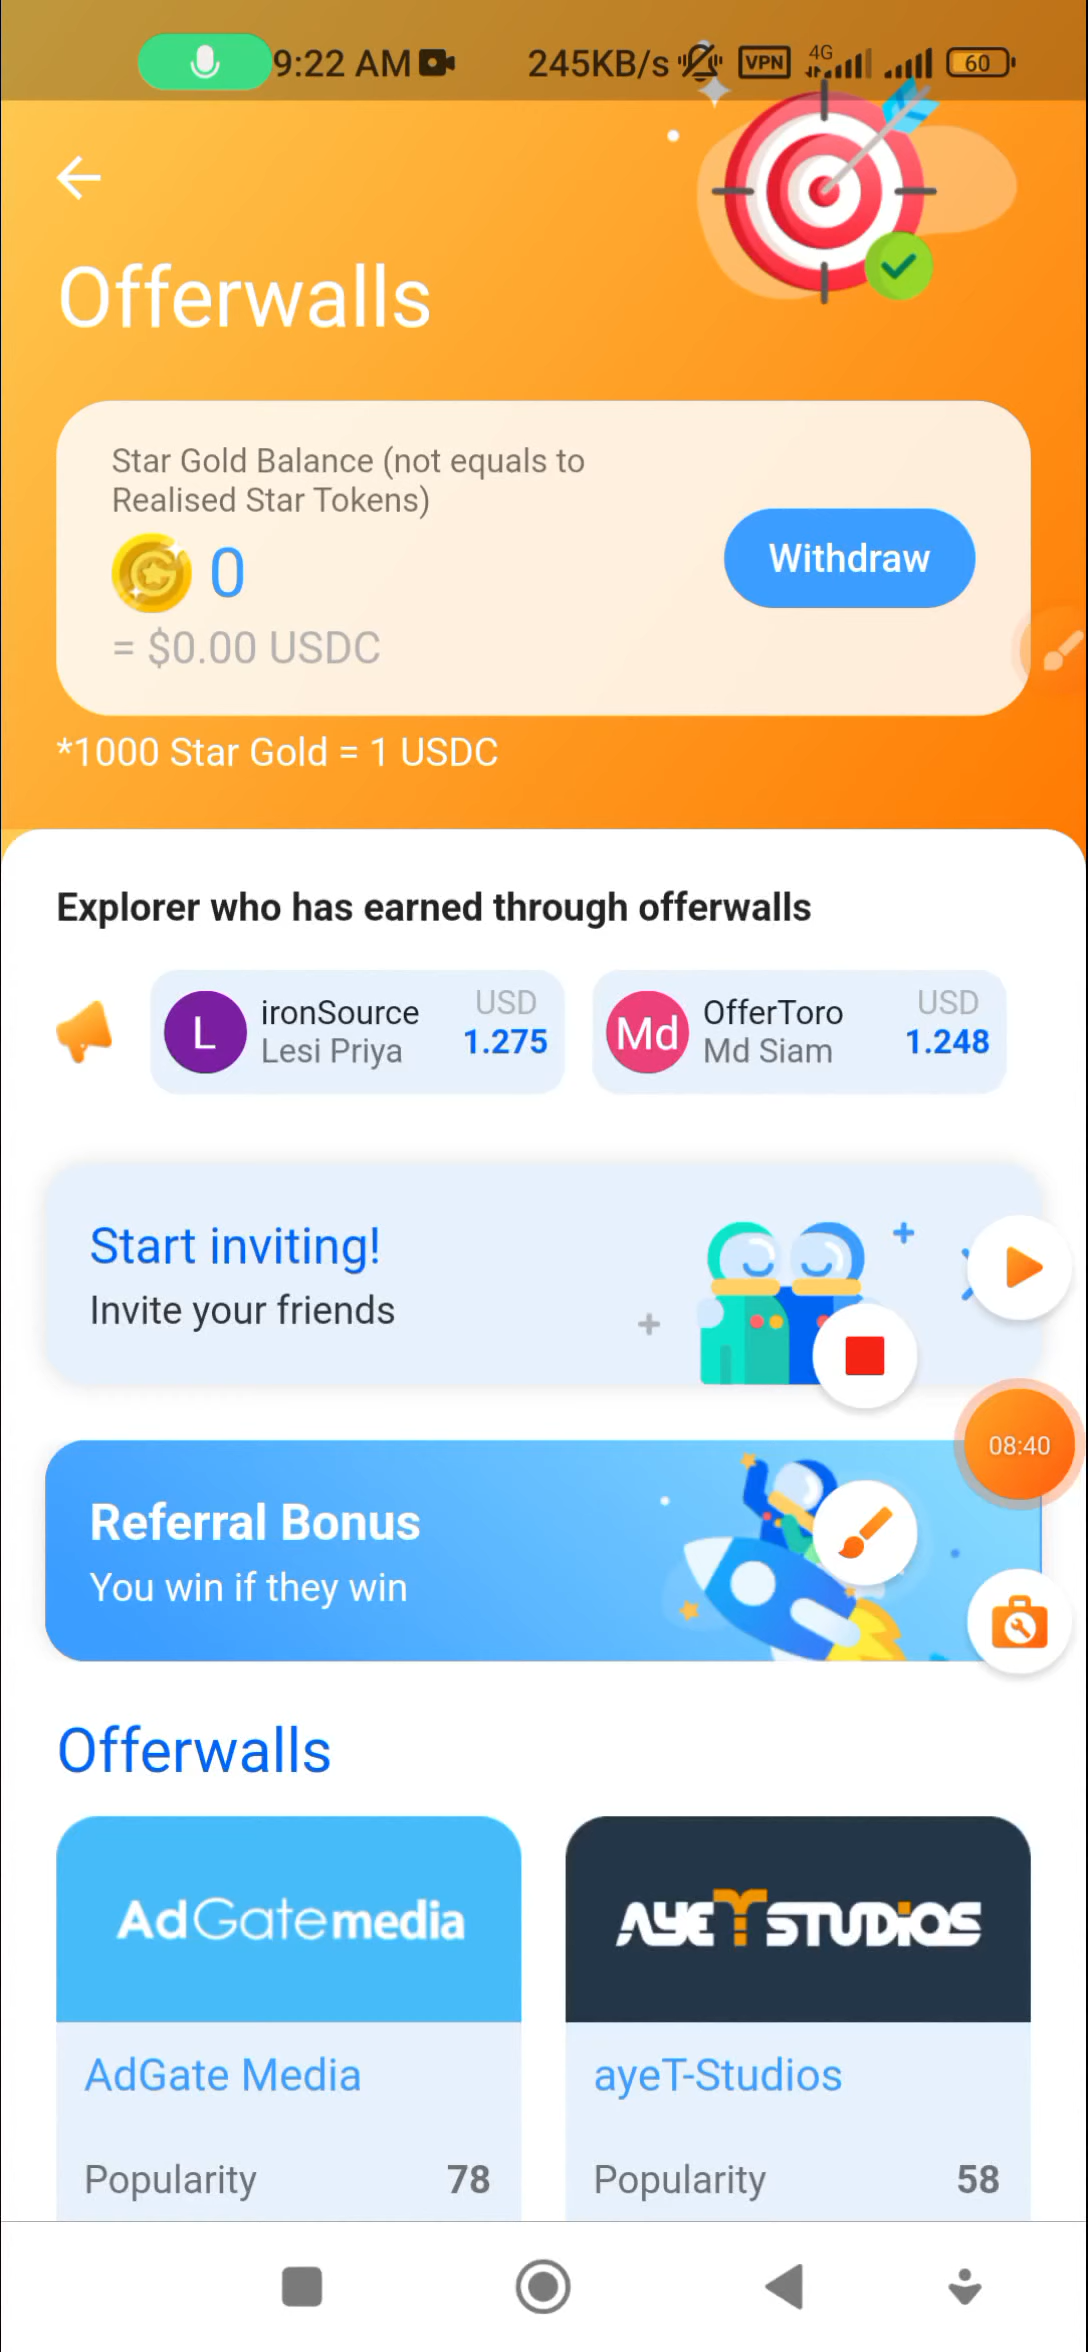 9:22 AM 245KB/s VPN 4G 60
Offerwalls
Star Gold Balance (not equals to
Realised Star Tokens)
0
= $0.00 USDC
Withdraw
*1000 Star Gold = 1 USDC
Explorer who has earned through offerwalls
L ironSource USD
Lesi Priya 1.275
Md OfferToro USD
Md Siam 1.248
Start inviting!
Invite your friends
08:40
Referral Bonus
You win if they win
Offerwalls
AdGatemedia
AYET STUDIOS
AdGate Media
ayeT-Studios
Popularity 78
Popularity 58